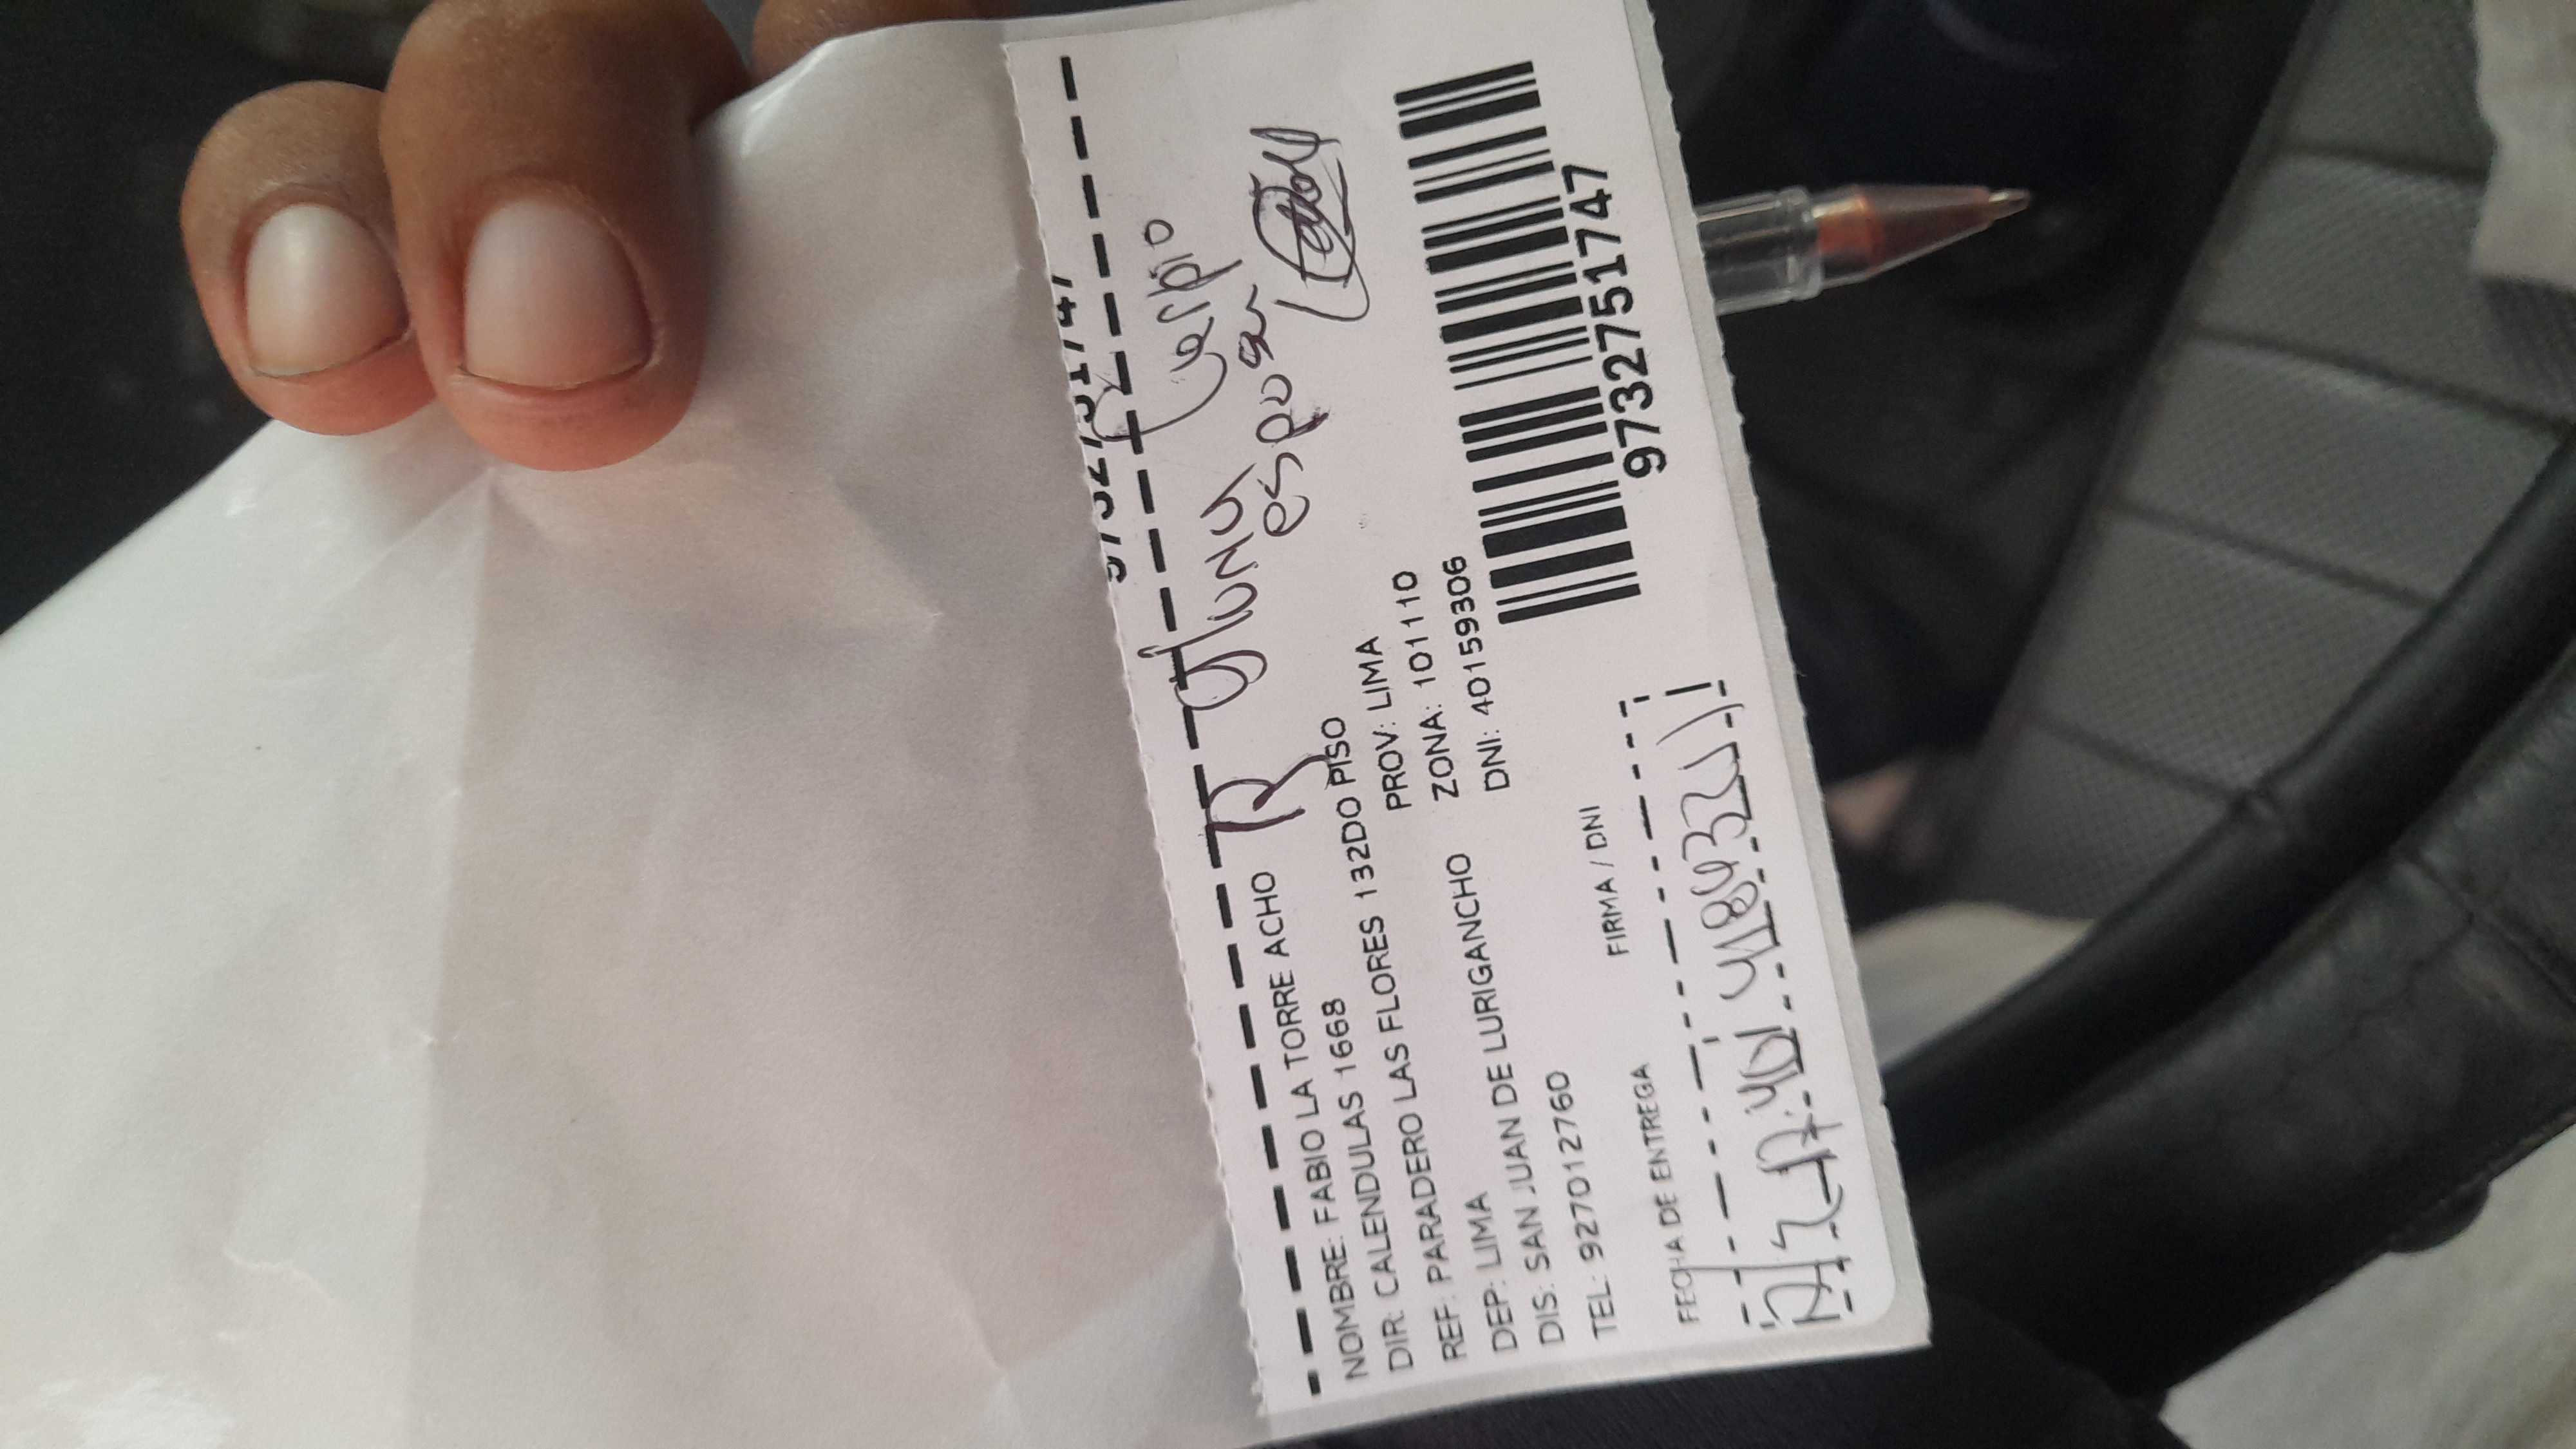 9732751747
R
Carpio
esposa
NOMBRE: FABIO LA TORRE ACHO
DIR: CALENDULAS 1668 132DO PISO
REF: PARADERO LAS FLORES
DEP: LIMA PROV: LIMA
DIS: SAN JUAN DE LURIGANCHO ZONA: 101110
TEL: 927012760 DNI: 40159306
FECHA DE ENTREGA FIRMA / DNI
9732751747